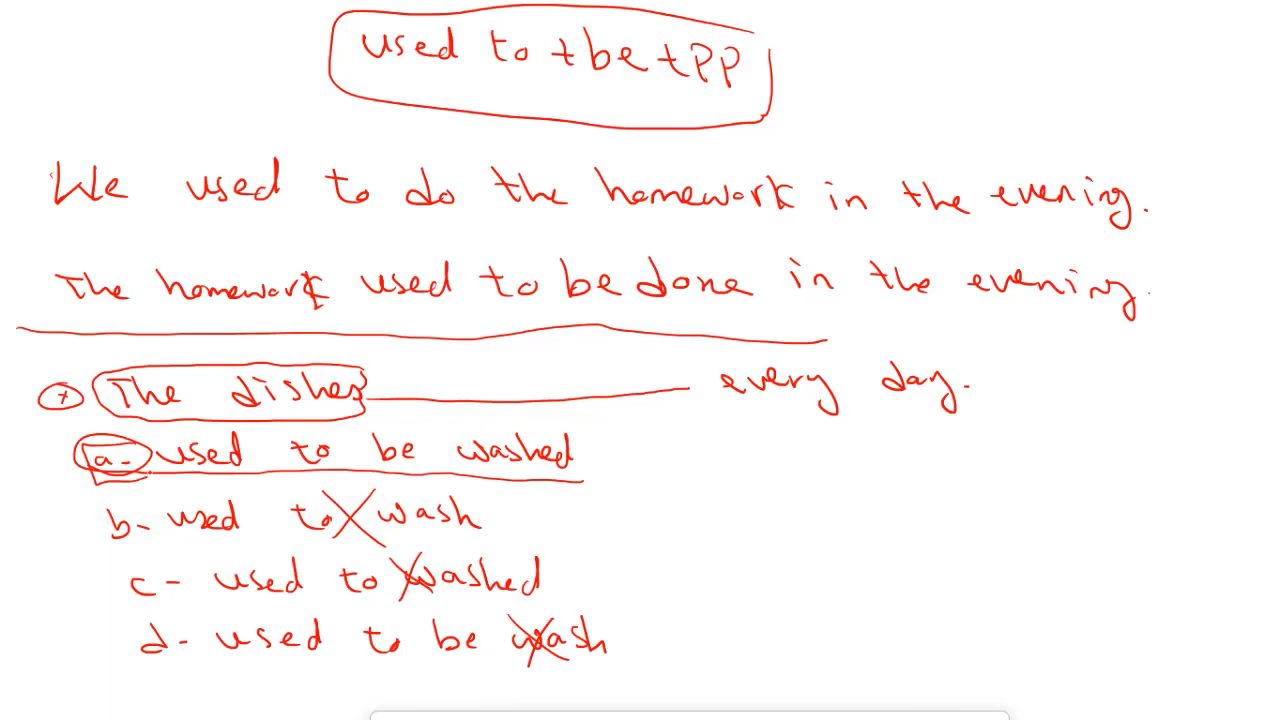 used to + be + PP
We used to do the homework in the evening.
The homework used to be done in the evening.
+ The dishes ________ every day.
a- used to be washed
b- used to wash
c- used to washed
d- used to be wash